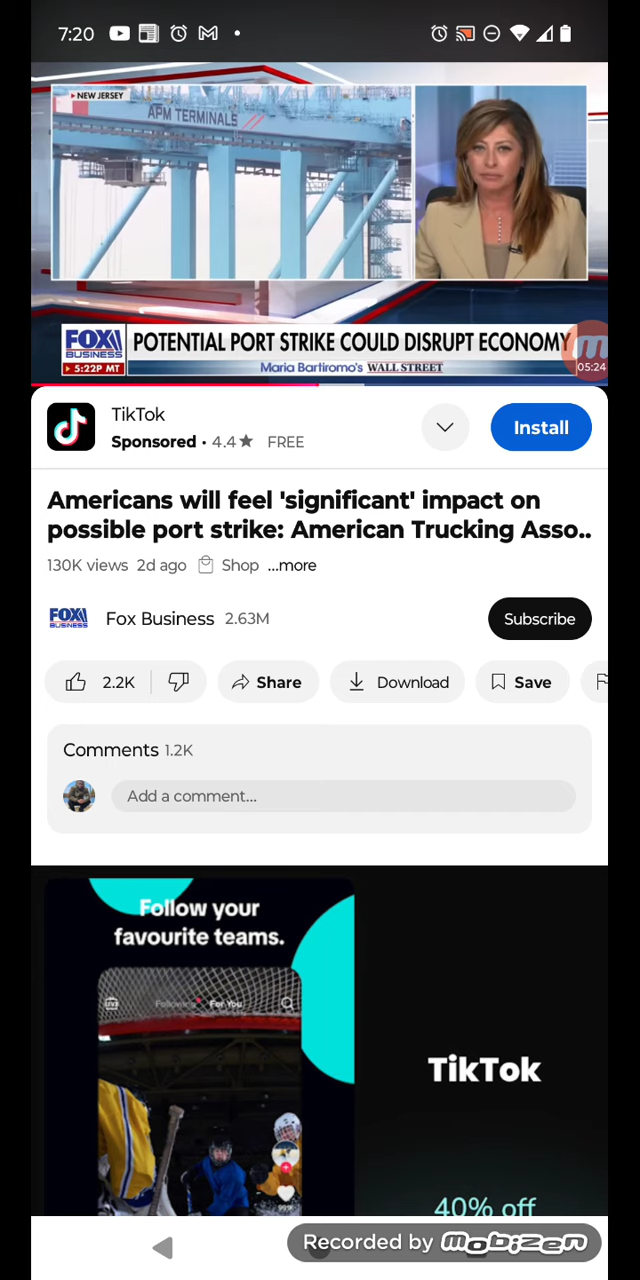 7:20
NEW JERSEY
APM TERMINALS
FOX
BUSINESS
5:22P MT
POTENTIAL PORT STRIKE COULD DISRUPT ECONOMY
Maria Bartiromo's WALL STREET
05:24
TikTok
Sponsored • 4.4★ FREE
Install
Americans will feel 'significant' impact on
possible port strike: American Trucking Asso..
130K views 2d ago Shop ...more
FOX
BUSINESS
Fox Business 2.63M
Subscribe
2.2K
Share
Download
Save
Comments 1.2K
Add a comment...
Follow your
favourite teams.
LIVE
Following For You
TikTok
40% off
Recorded by mobizen